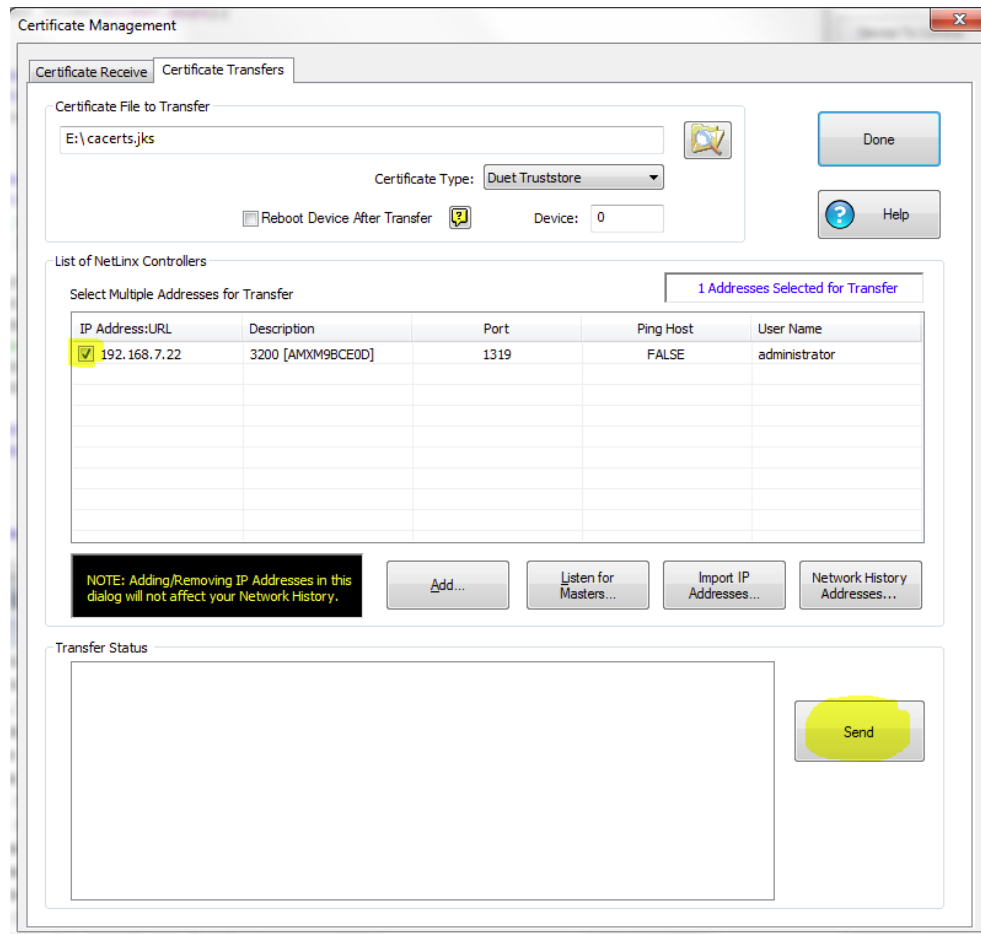 Certificate Management
Certificate Receive
Certificate Transfers
Certificate File to Transfer
E:\cacerts.jks
Done
Certificate Type: Duet Truststore
Reboot Device After Transfer
Device: 0
Help
List of NetLinx Controllers
Select Multiple Addresses for Transfer
1 Addresses Selected for Transfer
IP Address:URL Description Port Ping Host User Name
192.168.7.22 3200 [AMXM9BCE0D] 1319 FALSE administrator
NOTE: Adding/Removing IP Addresses in this
dialog will not affect your Network History.
Add...
Listen for
Masters...
Import IP
Addresses...
Network History
Addresses...
Transfer Status
Send